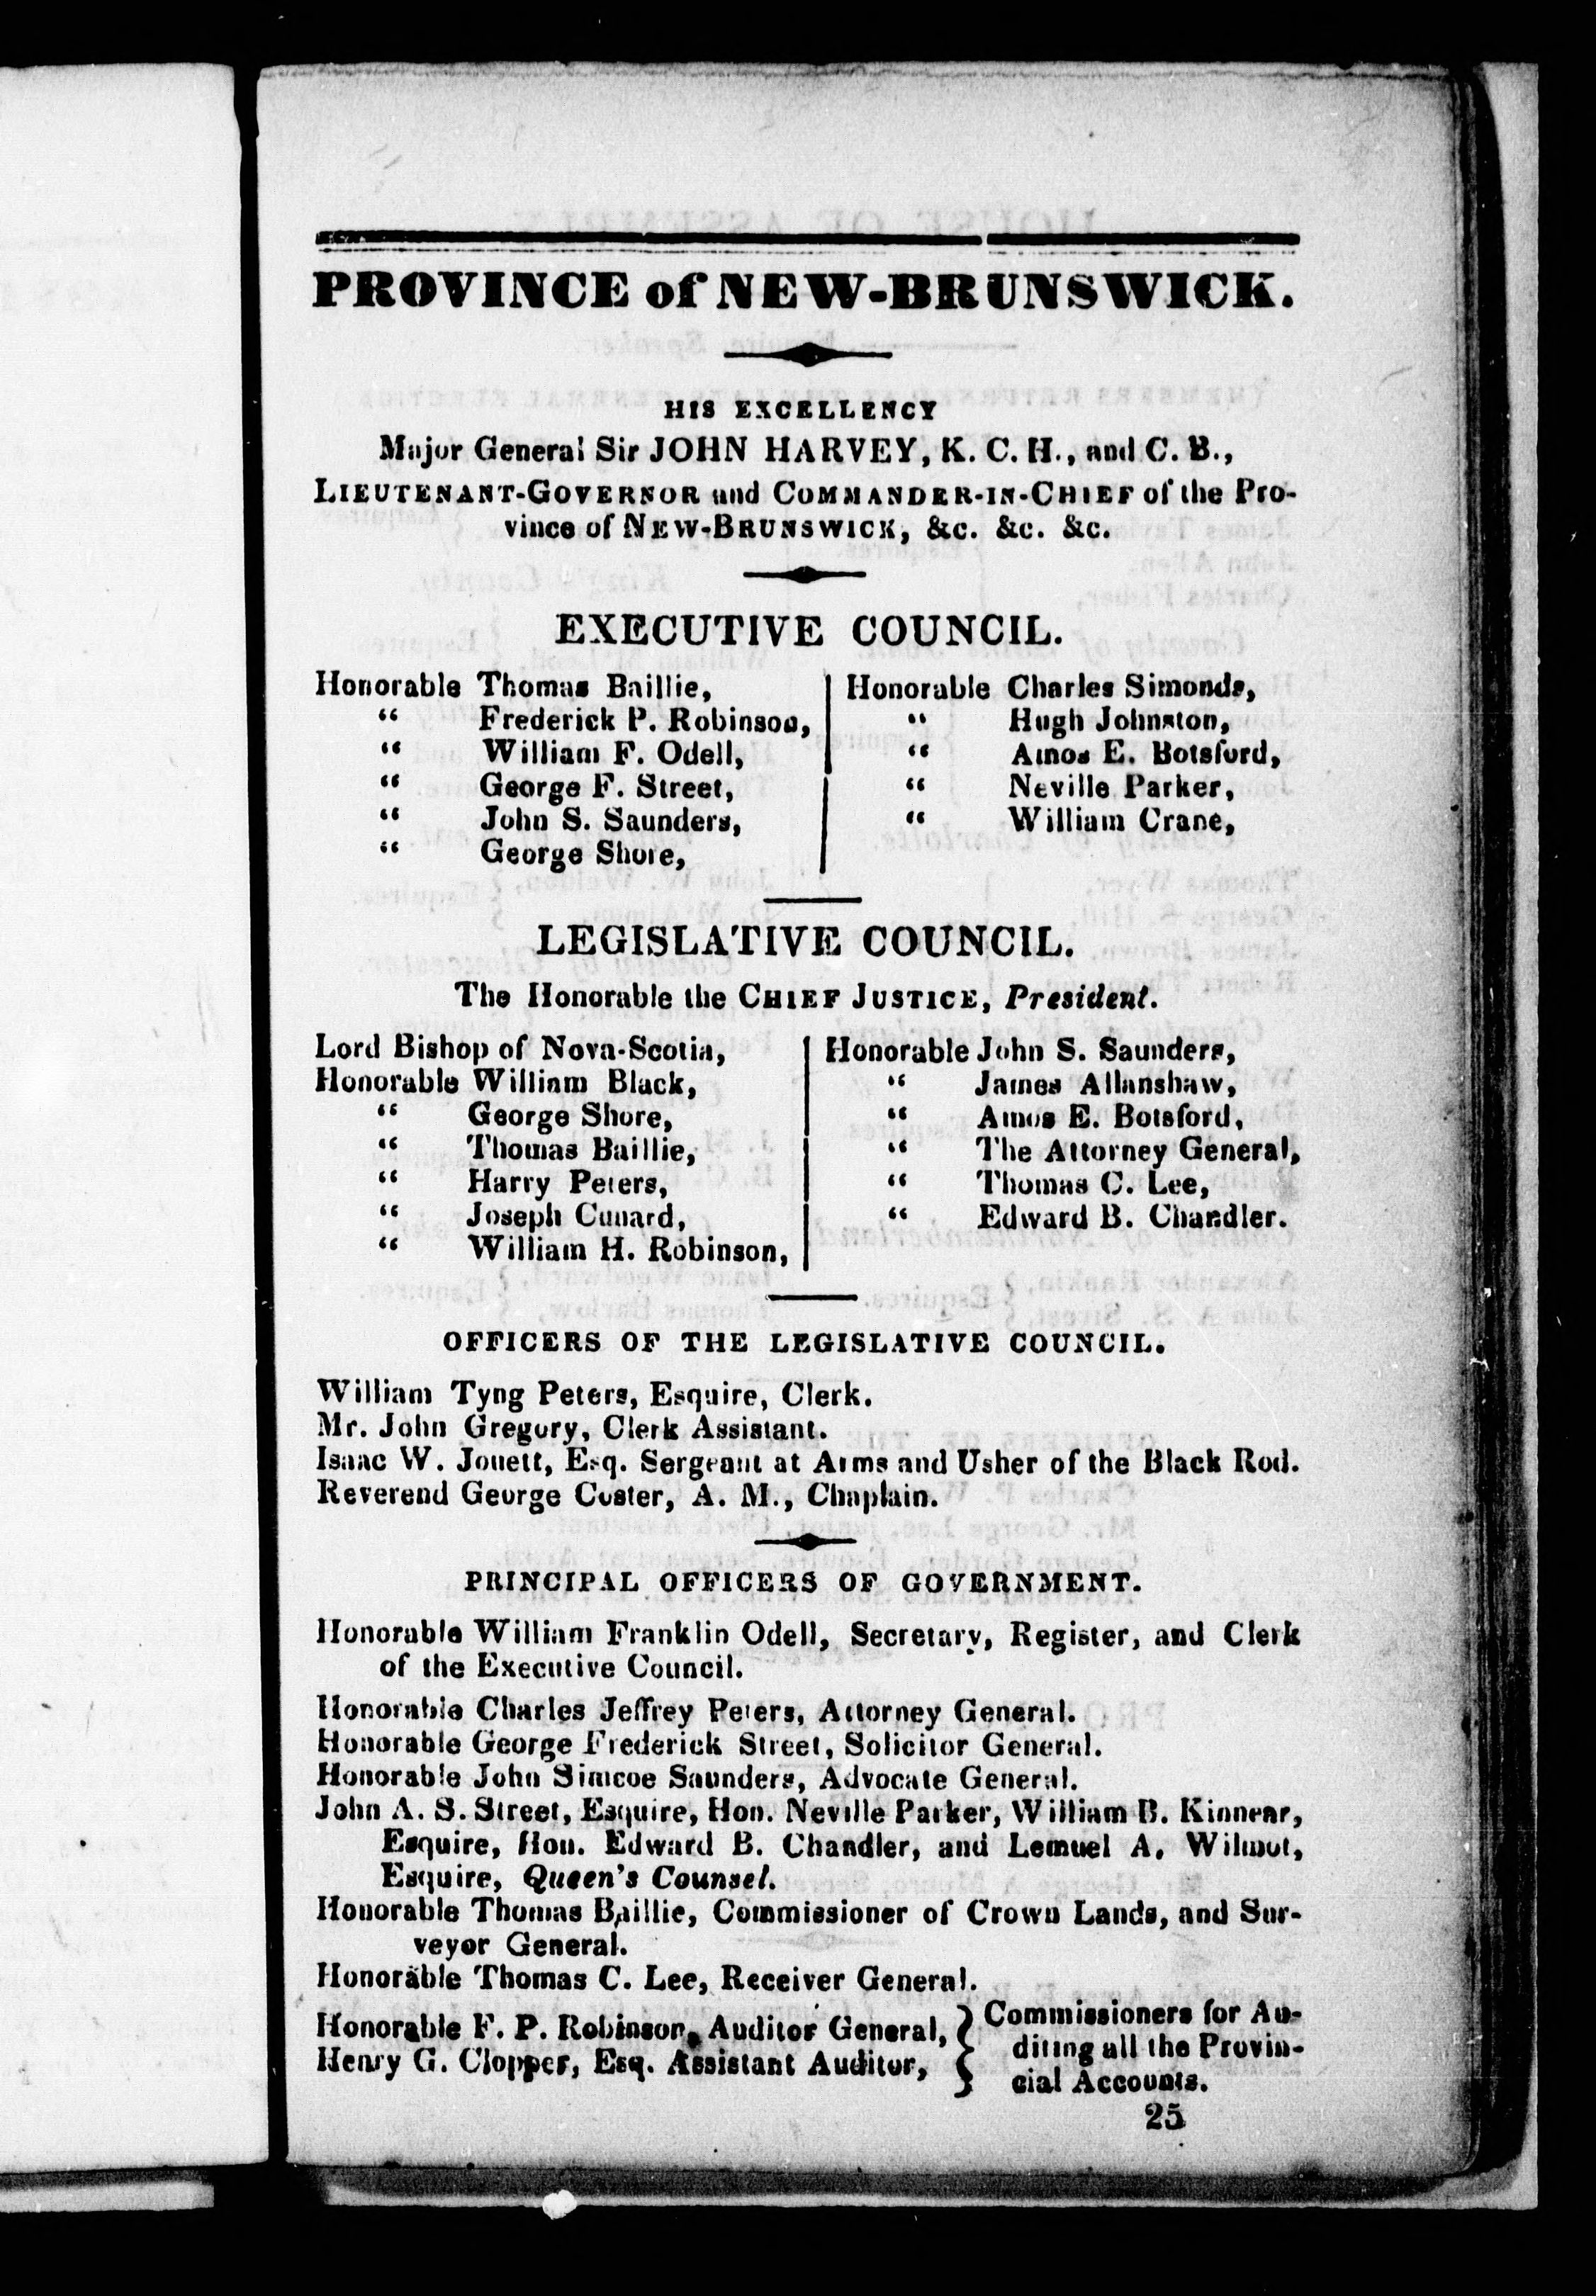 PROVINCE of NEW-BRUNSWICK.
HIS EXCELLENCY
Major General Sir JOHN HARVEY, K. C. H., and C. B.,
LIEUTENANT-GOVERNOR and COMMANDER-IN-CHIEF of the Pro-
vince of NEW-BRUNSWICK, &c. &c. &c.
EXECUTIVE COUNCIL.
Honorable Thomas Baillie,
“ Frederick P. Robinson,
“ William F. Odell,
“ George F. Street,
“ John S. Saunders,
“ George Shore,
Honorable Charles Simonds,
“ Hugh Johnston,
“ Amos E. Botsford,
“ Neville Parker,
“ William Crane,
LEGISLATIVE COUNCIL.
The Honorable the CHIEF JUSTICE, President.
Lord Bishop of Nova-Scotia,
Honorable William Black,
“ George Shore,
“ Thomas Baillie,
“ Harry Peters,
“ Joseph Cunard,
“ William H. Robinson,
Honorable John S. Saunders,
“ James Allanshaw,
“ Amos E. Botsford,
“ The Attorney General,
“ Thomas C. Lee,
“ Edward B. Chandler.
OFFICERS OF THE LEGISLATIVE COUNCIL.
William Tyng Peters, Esquire, Clerk.
Mr. John Gregory, Clerk Assistant.
Isaac W. Jouett, Esq. Sergeant at Arms and Usher of the Black Rod.
Reverend George Coster, A. M., Chaplain.
PRINCIPAL OFFICERS OF GOVERNMENT.
Honorable William Franklin Odell, Secretary, Register, and Clerk
of the Executive Council.
Honorable Charles Jeffrey Peters, Attorney General.
Honorable George Frederick Street, Solicitor General.
Honorable John Simcoe Saunders, Advocate General.
John A. S. Street, Esquire, Hon. Neville Parker, William B. Kinnear,
Esquire, Hon. Edward B. Chandler, and Lemuel A. Wilmot,
Esquire, Queen's Counsel.
Honorable Thomas Baillie, Commissioner of Crown Lands, and Sur-
veyor General.
Honorable Thomas C. Lee, Receiver General.
Honorable F. P. Robinson, Auditor General,
Henry G. Clopper, Esq. Assistant Auditor,
} Commissioners for Au-
diting all the Provin-
cial Accounts.
25